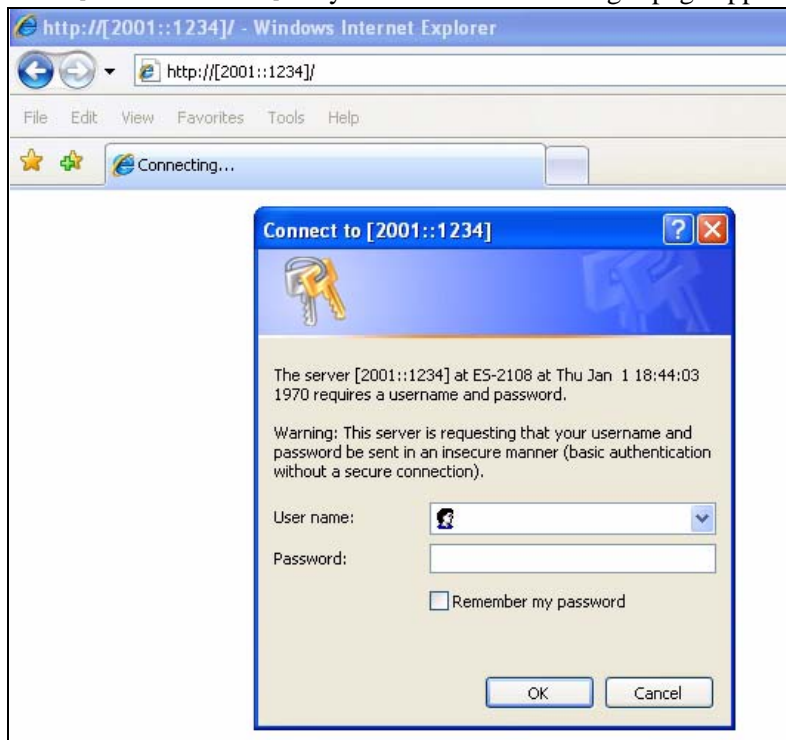 http://[2001::1234]/ - Windows Internet Explorer
http://[2001::1234]/
File Edit View Favorites Tools Help
Connecting...
Connect to [2001::1234]
The server [2001::1234] at ES-2108 at Thu Jan 1 18:44:03
1970 requires a username and password.
Warning: This server is requesting that your username and
password be sent in an insecure manner (basic authentication
without a secure connection).
User name:
Password:
Remember my password
OK Cancel